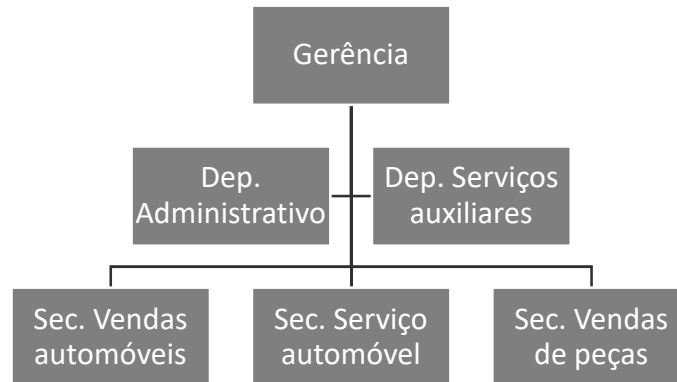 Gerência
Dep.
Administrativo
Dep. Serviços
auxiliares
Sec. Vendas
automóveis
Sec. Serviço
automóvel
Sec. Vendas
de peças